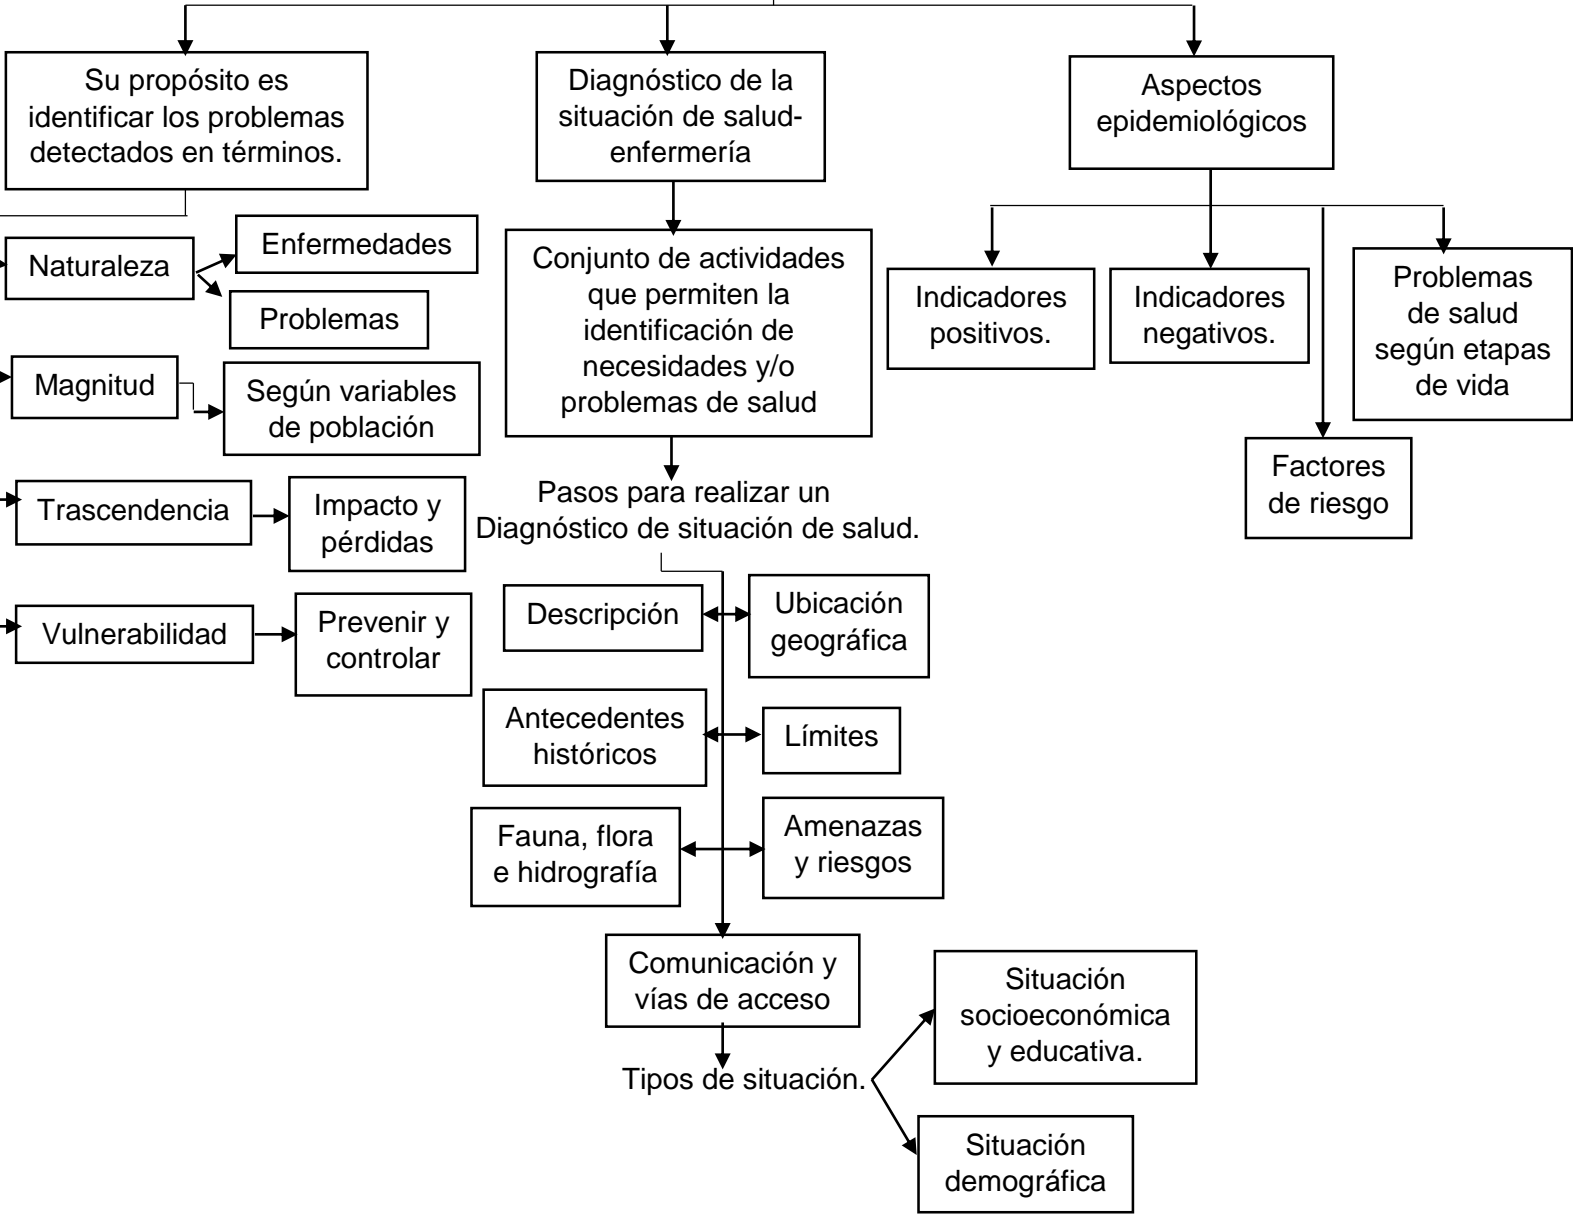 Su propósito es
identificar los problemas
detectados en términos.
Naturaleza
Enfermedades
Problemas
Magnitud
Según variables
de población
Trascendencia
Impacto y
pérdidas
Vulnerabilidad
Prevenir y
controlar
Diagnóstico de la
situación de salud-
enfermería
Conjunto de actividades
que permiten la
identificación de
necesidades y/o
problemas de salud
Pasos para realizar un
Diagnóstico de situación de salud.
Descripción
Ubicación
geográfica
Antecedentes
históricos
Límites
Fauna, flora
e hidrografía
Amenazas
y riesgos
Comunicación y
vías de acceso
Tipos de situación.
Situación
socioeconómica
y educativa.
Situación
demográfica
Aspectos
epidemiológicos
Indicadores
positivos.
Indicadores
negativos.
Factores
de riesgo
Problemas
de salud
según etapas
de vida